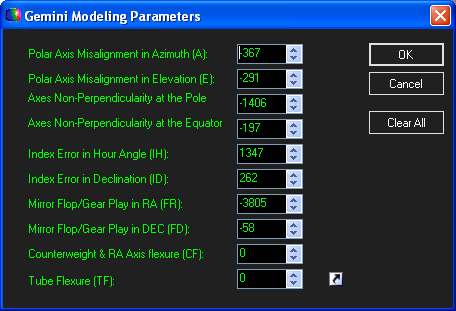 Gemini Modeling Parameters
Polar Axis Misalignment in Azimuth (A): -367
OK
Polar Axis Misalignment in Elevation (E): -291
Cancel
Axes Non-Perpendicularity at the Pole -1406
Axes Non-Perpendicularity at the Equator -197
Clear All
Index Error in Hour Angle (IH): 1347
Index Error in Declination (ID): 262
Mirror Flop/Gear Play in RA (FR): -3805
Mirror Flop/Gear Play in DEC (FD): -58
Counterweight & RA Axis flexure (CF): 0
Tube Flexure (TF): 0